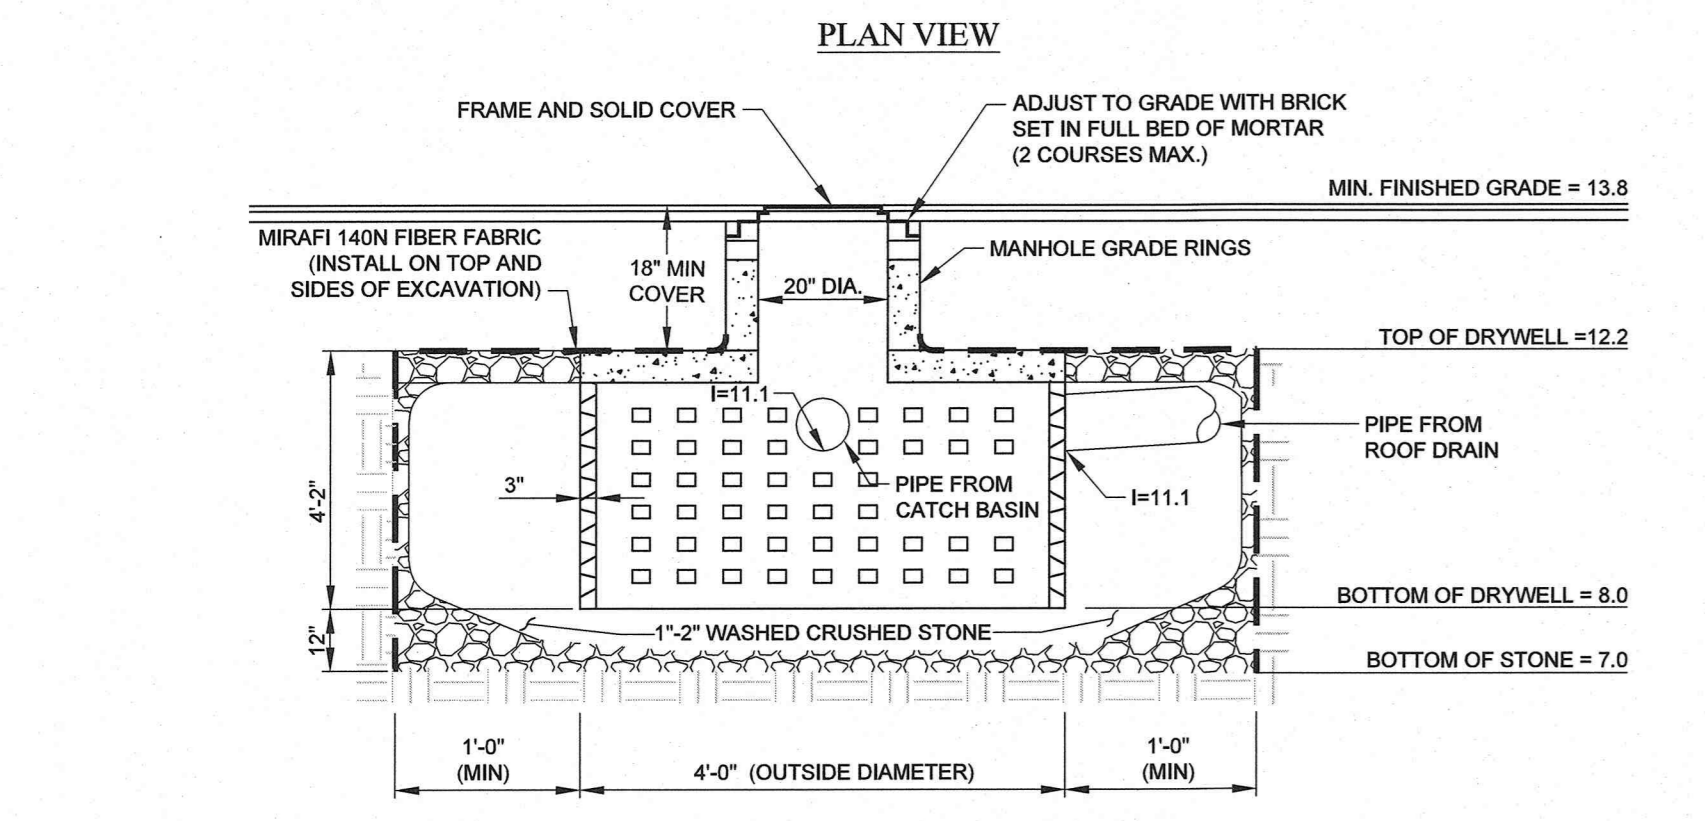 PLAN VIEW
FRAME AND SOLID COVER
ADJUST TO GRADE WITH BRICK
SET IN FULL BED OF MORTAR
(2 COURSES MAX.)
MIN. FINISHED GRADE = 13.8
MIRAFI 140N FIBER FABRIC
(INSTALL ON TOP AND
SIDES OF EXCAVATION)
18" MIN
COVER
20" DIA.
MANHOLE GRADE RINGS
TOP OF DRYWELL =12.2
I=11.1
PIPE FROM
ROOF DRAIN
4'-2"
3"
PIPE FROM
CATCH BASIN
I=11.1
BOTTOM OF DRYWELL = 8.0
12"
1"-2" WASHED CRUSHED STONE
BOTTOM OF STONE = 7.0
1'-0"
(MIN)
4'-0" (OUTSIDE DIAMETER)
1'-0"
(MIN)